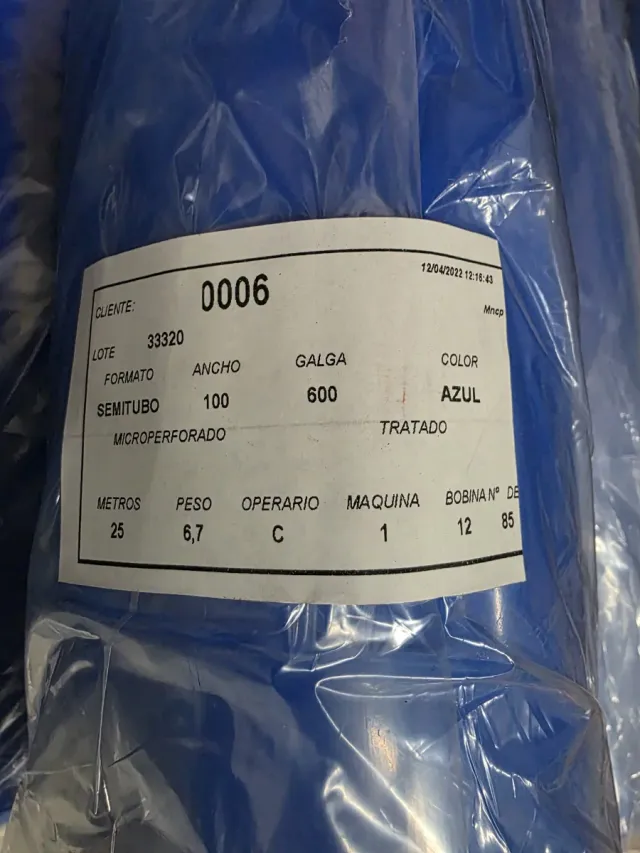 12/04/2022 12:16:43
CLIENTE: 0006
Mncp
LOTE 33320
FORMATO ANCHO GALGA COLOR
SEMITUBO 100 600 AZUL
MICROPERFORADO TRATADO
METROS PESO OPERARIO MAQUINA BOBINA Nº DE
25 6,7 C 1 12 85